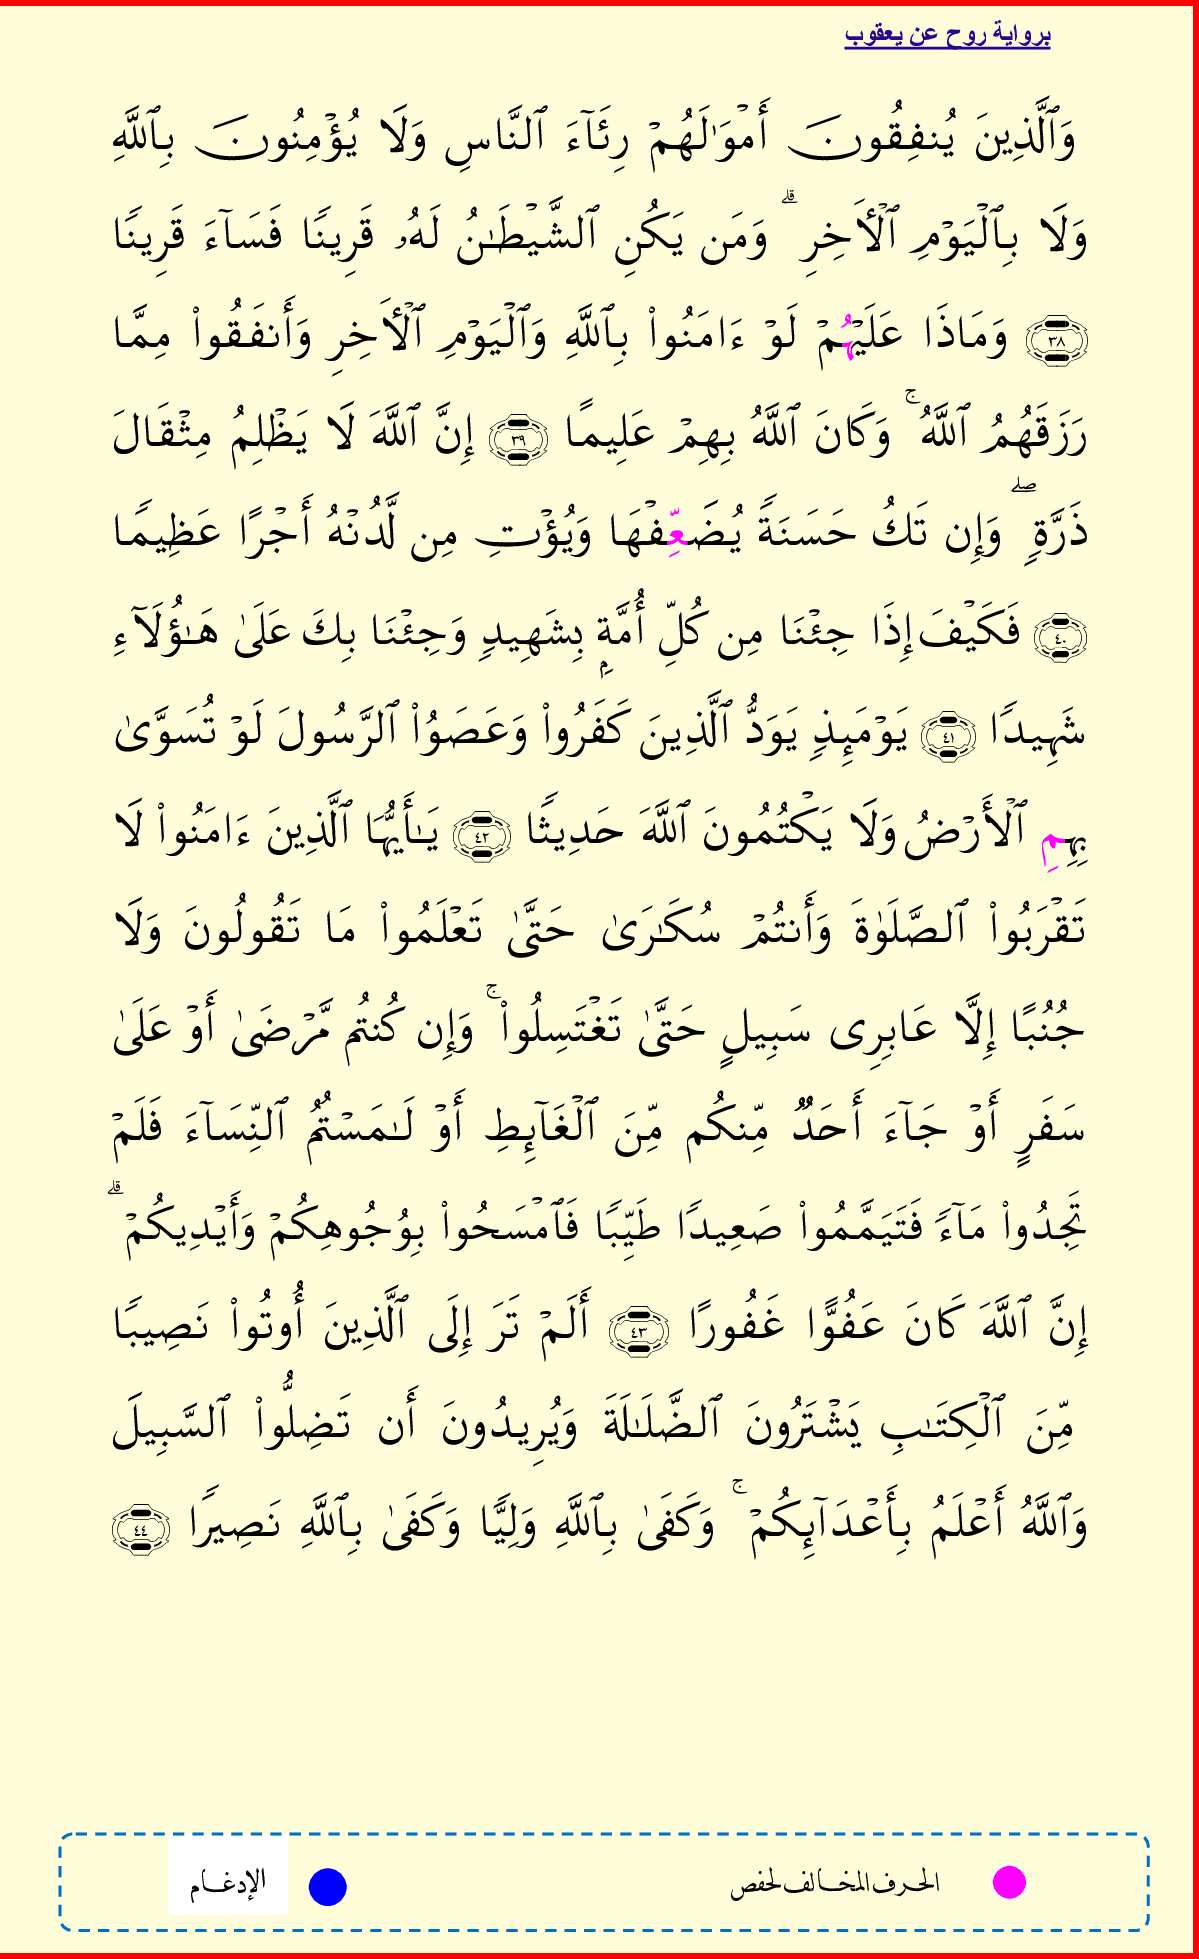 برواية روح عن يعقوب
وَٱلَّذِينَ يُنفِقُونَ أَمۡوَٰلَهُمۡ رِئَآءَ ٱلنَّاسِ وَلَا يُؤۡمِنُونَ بِٱللَّهِ
وَلَا بِٱلۡيَوۡمِ ٱلۡأٓخِرِۗ وَمَن يَكُنِ ٱلشَّيۡطَٰنُ لَهُۥ قَرِينٗا فَسَآءَ قَرِينٗا
٣٨ وَمَاذَا عَلَيۡهُمۡ لَوۡ ءَامَنُواْ بِٱللَّهِ وَٱلۡيَوۡمِ ٱلۡأٓخِرِ وَأَنفَقُواْ مِمَّا
رَزَقَهُمُ ٱللَّهُۚ وَكَانَ ٱللَّهُ بِهِمۡ عَلِيمًا ٣٩ إِنَّ ٱللَّهَ لَا يَظۡلِمُ مِثۡقَالَ
ذَرَّةٖۖ وَإِن تَكُ حَسَنَةٗ يُضَعِّفۡهَا وَيُؤۡتِ مِن لَّدُنۡهُ أَجۡرًا عَظِيمٗا
٤٠ فَكَيۡفَ إِذَا جِئۡنَا مِن كُلِّ أُمَّةِۭ بِشَهِيدٖ وَجِئۡنَا بِكَ عَلَىٰ هَٰٓؤُلَآءِ
شَهِيدٗا ٤١ يَوۡمَئِذٖ يَوَدُّ ٱلَّذِينَ كَفَرُواْ وَعَصَوُاْ ٱلرَّسُولَ لَوۡ تُسَوَّىٰ
بِهِمِ ٱلۡأَرۡضُ وَلَا يَكۡتُمُونَ ٱللَّهَ حَدِيثٗا ٤٢ يَٰٓأَيُّهَا ٱلَّذِينَ ءَامَنُواْ لَا
تَقۡرَبُواْ ٱلصَّلَوٰةَ وَأَنتُمۡ سُكَٰرَىٰ حَتَّىٰ تَعۡلَمُواْ مَا تَقُولُونَ وَلَا
جُنُبًا إِلَّا عَابِرِي سَبِيلٍ حَتَّىٰ تَغۡتَسِلُواْۚ وَإِن كُنتُم مَّرۡضَىٰٓ أَوۡ عَلَىٰ
سَفَرٍ أَوۡ جَآءَ أَحَدٞ مِّنكُم مِّنَ ٱلۡغَآئِطِ أَوۡ لَٰمَسۡتُمُ ٱلنِّسَآءَ فَلَمۡ
تَجِدُواْ مَآءٗ فَتَيَمَّمُواْ صَعِيدٗا طَيِّبٗا فَٱمۡسَحُواْ بِوُجُوهِكُمۡ وَأَيۡدِيكُمۡۗ
إِنَّ ٱللَّهَ كَانَ عَفُوًّا غَفُورًا ٤٣ أَلَمۡ تَرَ إِلَى ٱلَّذِينَ أُوتُواْ نَصِيبٗا
مِّنَ ٱلۡكِتَٰبِ يَشۡتَرُونَ ٱلضَّلَٰلَةَ وَيُرِيدُونَ أَن تَضِلُّواْ ٱلسَّبِيلَ
وَٱللَّهُ أَعۡلَمُ بِأَعۡدَآئِكُمۡۚ وَكَفَىٰ بِٱللَّهِ وَلِيّٗا وَكَفَىٰ بِٱللَّهِ نَصِيرٗا ٤٤
الحرف المخالف لحفص
الإدغام